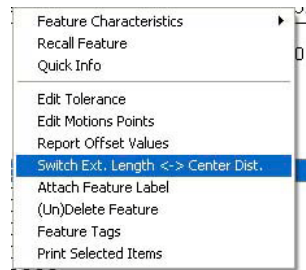 Feature Characteristics
Recall Feature
Quick Info
Edit Tolerance
Edit Motions Points
Report Offset Values
Switch Ext. Length <-> Center Dist.
Attach Feature Label
(Un)Delete Feature
Feature Tags
Print Selected Items